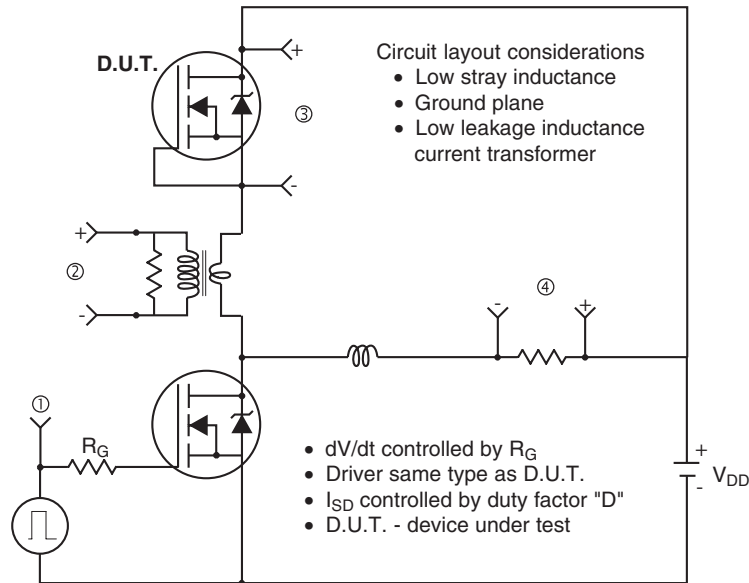 D.U.T.
+
③
-
Circuit layout considerations
• Low stray inductance
• Ground plane
• Low leakage inductance
current transformer
+
②
-
④
-
+
①
R_G
• dV/dt controlled by R_G
• Driver same type as D.U.T.
• I_SD controlled by duty factor "D"
• D.U.T. - device under test
+
-
V_DD